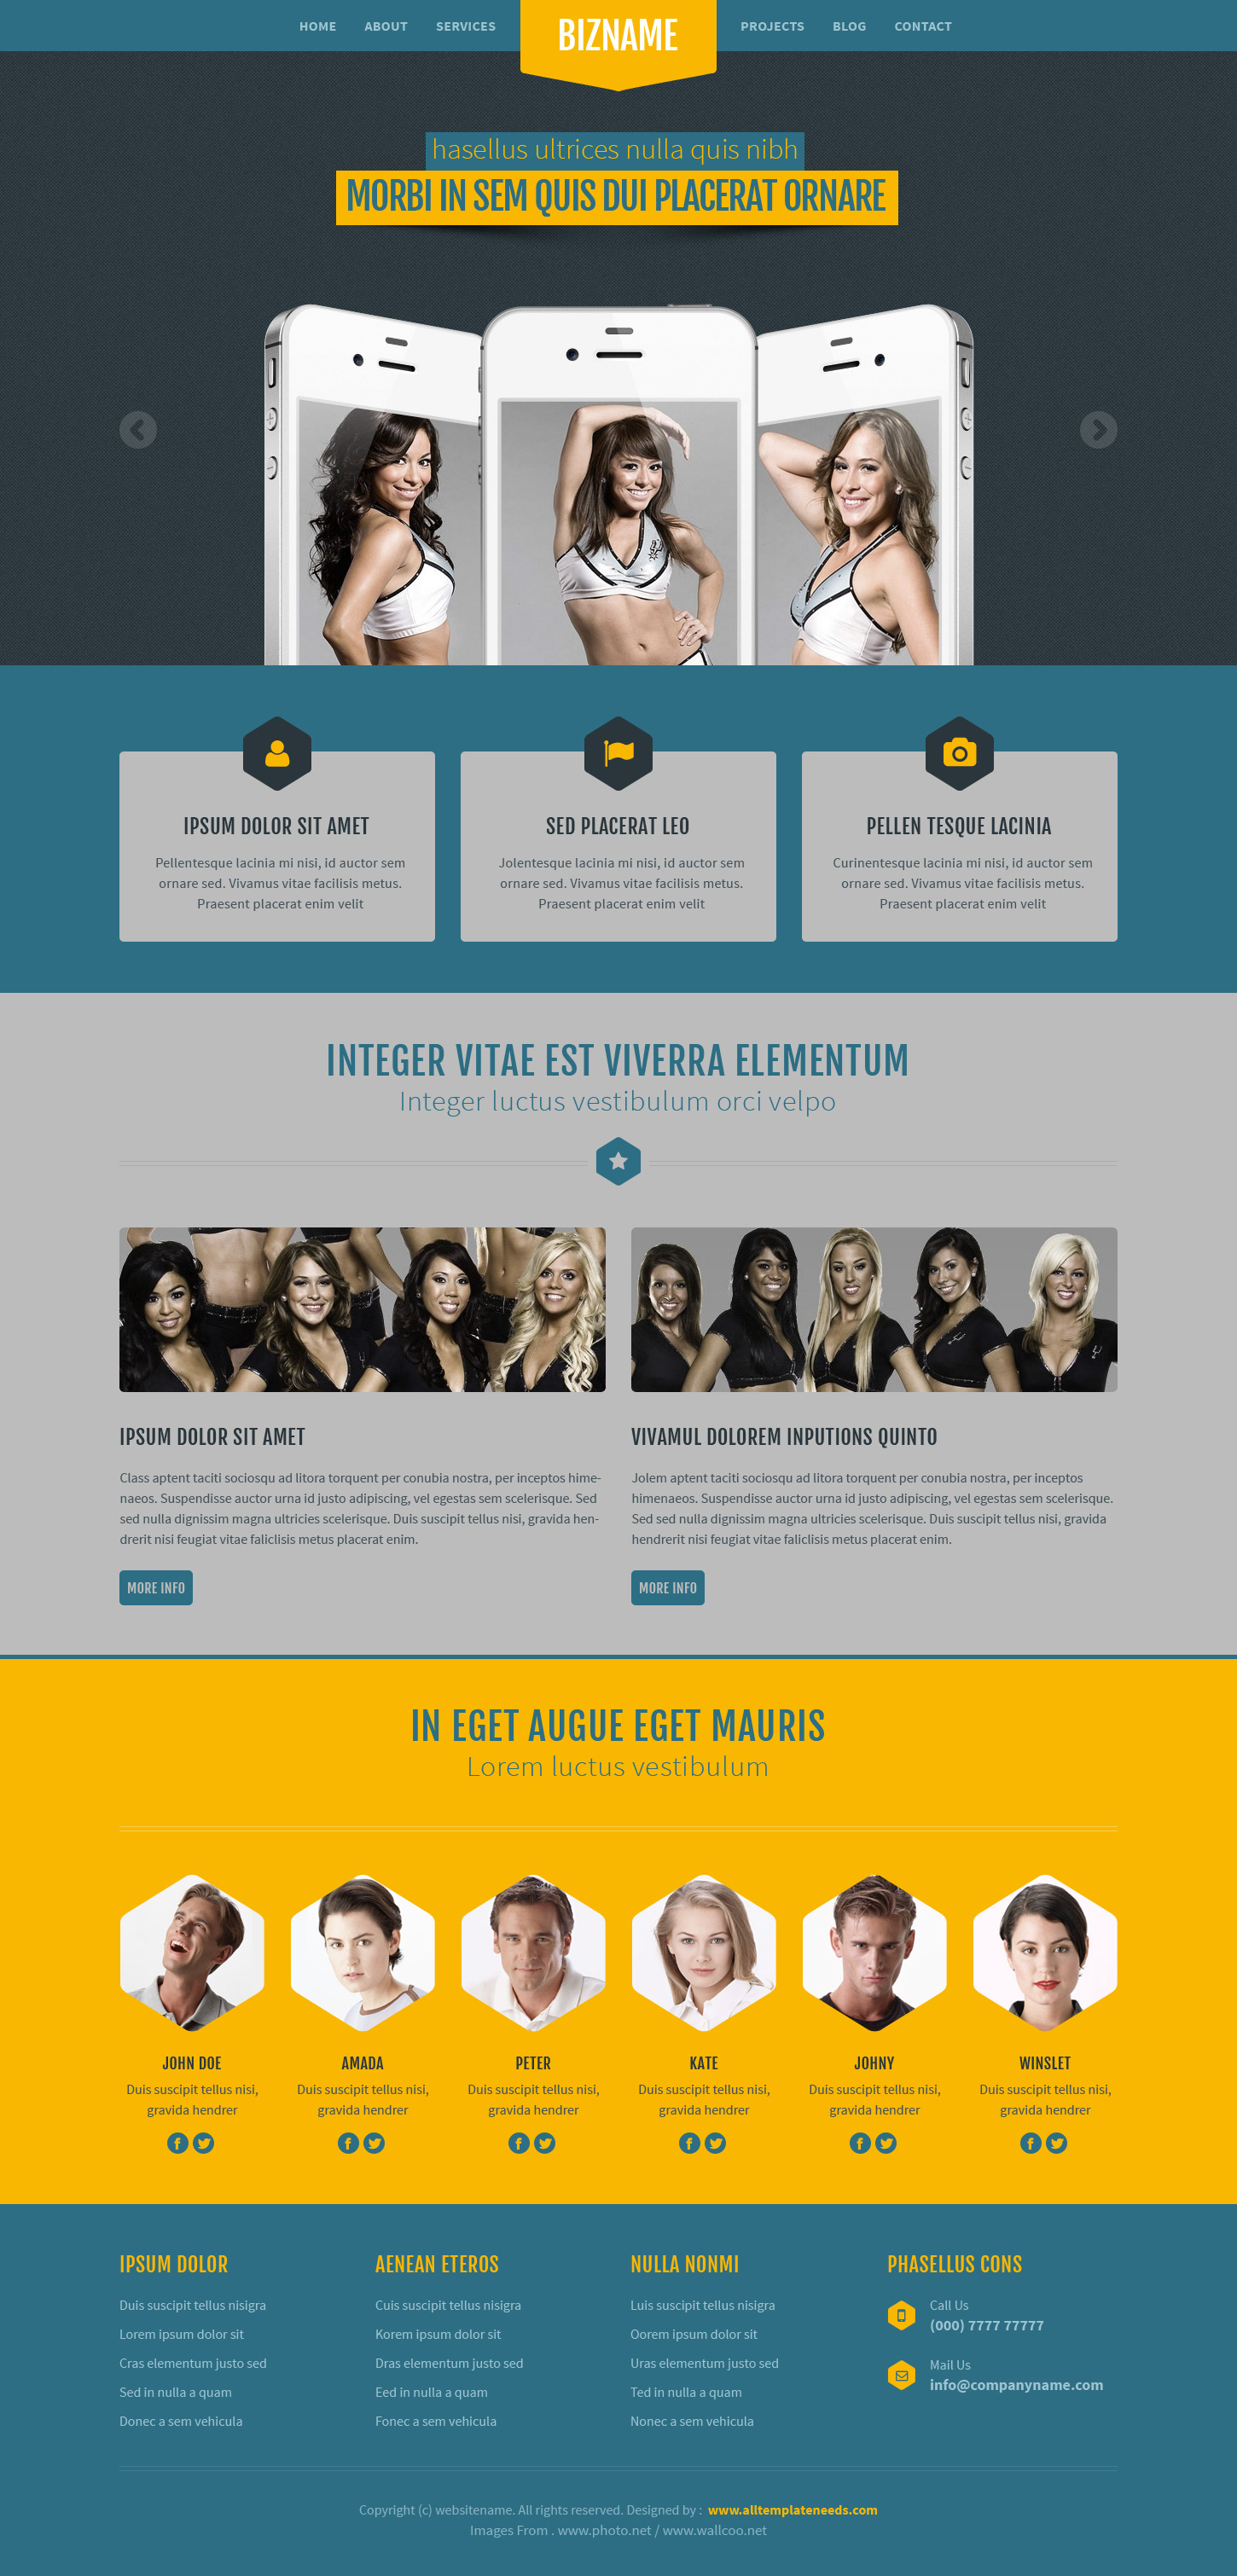 HOME ABOUT SERVICES BIZNAME PROJECTS BLOG CONTACT
hasellus ultrices nulla quis nibh
MORBI IN SEM QUIS DUI PLACERAT ORNARE
IPSUM DOLOR SIT AMET
Pellentesque lacinia mi nisi, id auctor sem
ornare sed. Vivamus vitae facilisis metus.
Praesent placerat enim velit
SED PLACERAT LEO
Jolentesque lacinia mi nisi, id auctor sem
ornare sed. Vivamus vitae facilisis metus.
Praesent placerat enim velit
PELLEN TESQUE LACINIA
Curinentesque lacinia mi nisi, id auctor sem
ornare sed. Vivamus vitae facilisis metus.
Praesent placerat enim velit
INTEGER VITAE EST VIVERRA ELEMENTUM
Integer luctus vestibulum orci velpo
IPSUM DOLOR SIT AMET
Class aptent taciti sociosqu ad litora torquent per conubia nostra, per inceptos hime-
naeos. Suspendisse auctor urna id justo adipiscing, vel egestas sem scelerisque. Sed
sed nulla dignissim magna ultricies scelerisque. Duis suscipit tellus nisi, gravida hen-
drerit nisi feugiat vitae faliclisis metus placerat enim.
MORE INFO
VIVAMUL DOLOREM INPUTIONS QUINTO
Jolem aptent taciti sociosqu ad litora torquent per conubia nostra, per inceptos
himenaeos. Suspendisse auctor urna id justo adipiscing, vel egestas sem scelerisque.
Sed sed nulla dignissim magna ultricies scelerisque. Duis suscipit tellus nisi, gravida
hendrerit nisi feugiat vitae faliclisis metus placerat enim.
MORE INFO
IN EGET AUGUE EGET MAURIS
Lorem luctus vestibulum
JOHN DOE
Duis suscipit tellus nisi,
gravida hendrer
AMADA
Duis suscipit tellus nisi,
gravida hendrer
PETER
Duis suscipit tellus nisi,
gravida hendrer
KATE
Duis suscipit tellus nisi,
gravida hendrer
JOHNY
Duis suscipit tellus nisi,
gravida hendrer
WINSLET
Duis suscipit tellus nisi,
gravida hendrer
IPSUM DOLOR
Duis suscipit tellus nisigra
Lorem ipsum dolor sit
Cras elementum justo sed
Sed in nulla a quam
Donec a sem vehicula
AENEAN ETEROS
Cuis suscipit tellus nisigra
Korem ipsum dolor sit
Dras elementum justo sed
Eed in nulla a quam
Fonec a sem vehicula
NULLA NONMI
Luis suscipit tellus nisigra
Oorem ipsum dolor sit
Uras elementum justo sed
Ted in nulla a quam
Nonec a sem vehicula
PHASELLUS CONS
Call Us
(000) 7777 77777
Mail Us
info@companyname.com
Copyright (c) websitename. All rights reserved. Designed by : www.alltemplateneeds.com
Images From . www.photo.net / www.wallcoo.net